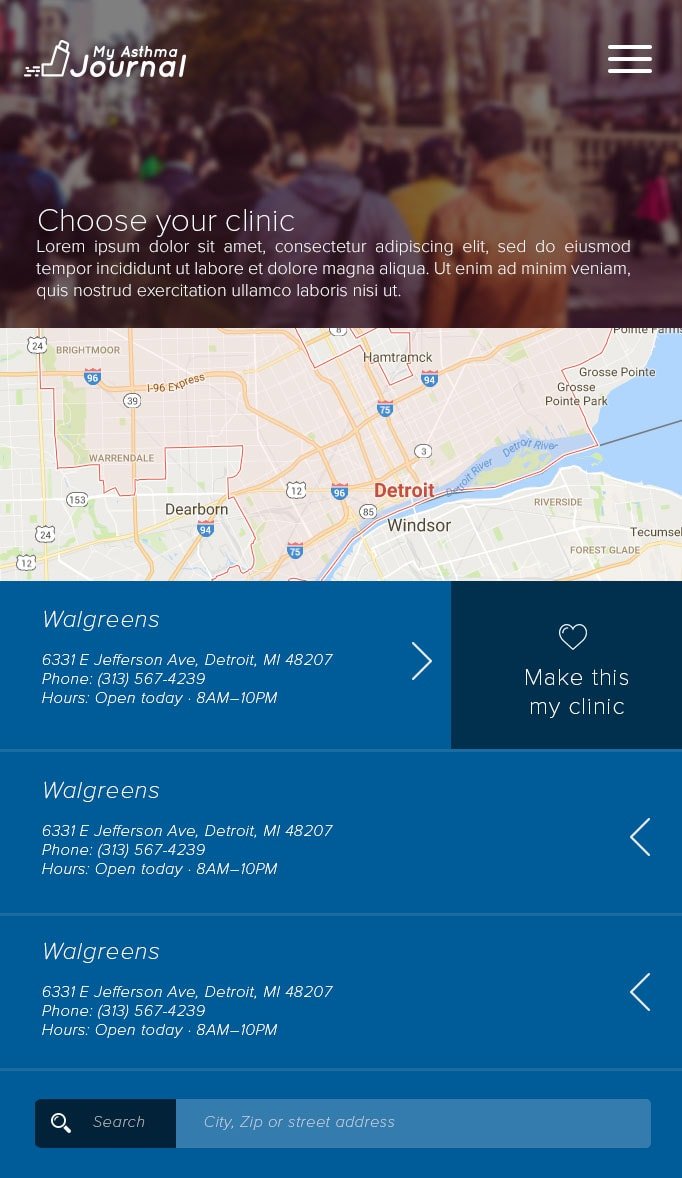 My Asthma
Journal
Choose your clinic
Lorem ipsum dolor sit amet, consectetur adipiscing elit, sed do eiusmod
tempor incididunt ut labore et dolore magna aliqua. Ut enim ad minim veniam,
quis nostrud exercitation ullamco laboris nisi ut.
8
Pointe Farms
24
BRIGHTMOOR
Hamtramck
96
I-96 Express
94
Grosse Pointe
39
75
Grosse
Pointe Park
3
Detroit River
WARRENDALE
Detroit River
12
96
Detroit
153
RIVERSIDE
Dearborn
85
94
Windsor
24
Tecumsel
75
FOREST GLADE
12
Walgreens
6331 E Jefferson Ave, Detroit, MI 48207
Phone: (313) 567-4239
Hours: Open today · 8AM–10PM
Make this
my clinic
Walgreens
6331 E Jefferson Ave, Detroit, MI 48207
Phone: (313) 567-4239
Hours: Open today · 8AM–10PM
Walgreens
6331 E Jefferson Ave, Detroit, MI 48207
Phone: (313) 567-4239
Hours: Open today · 8AM–10PM
Search
City, Zip or street address